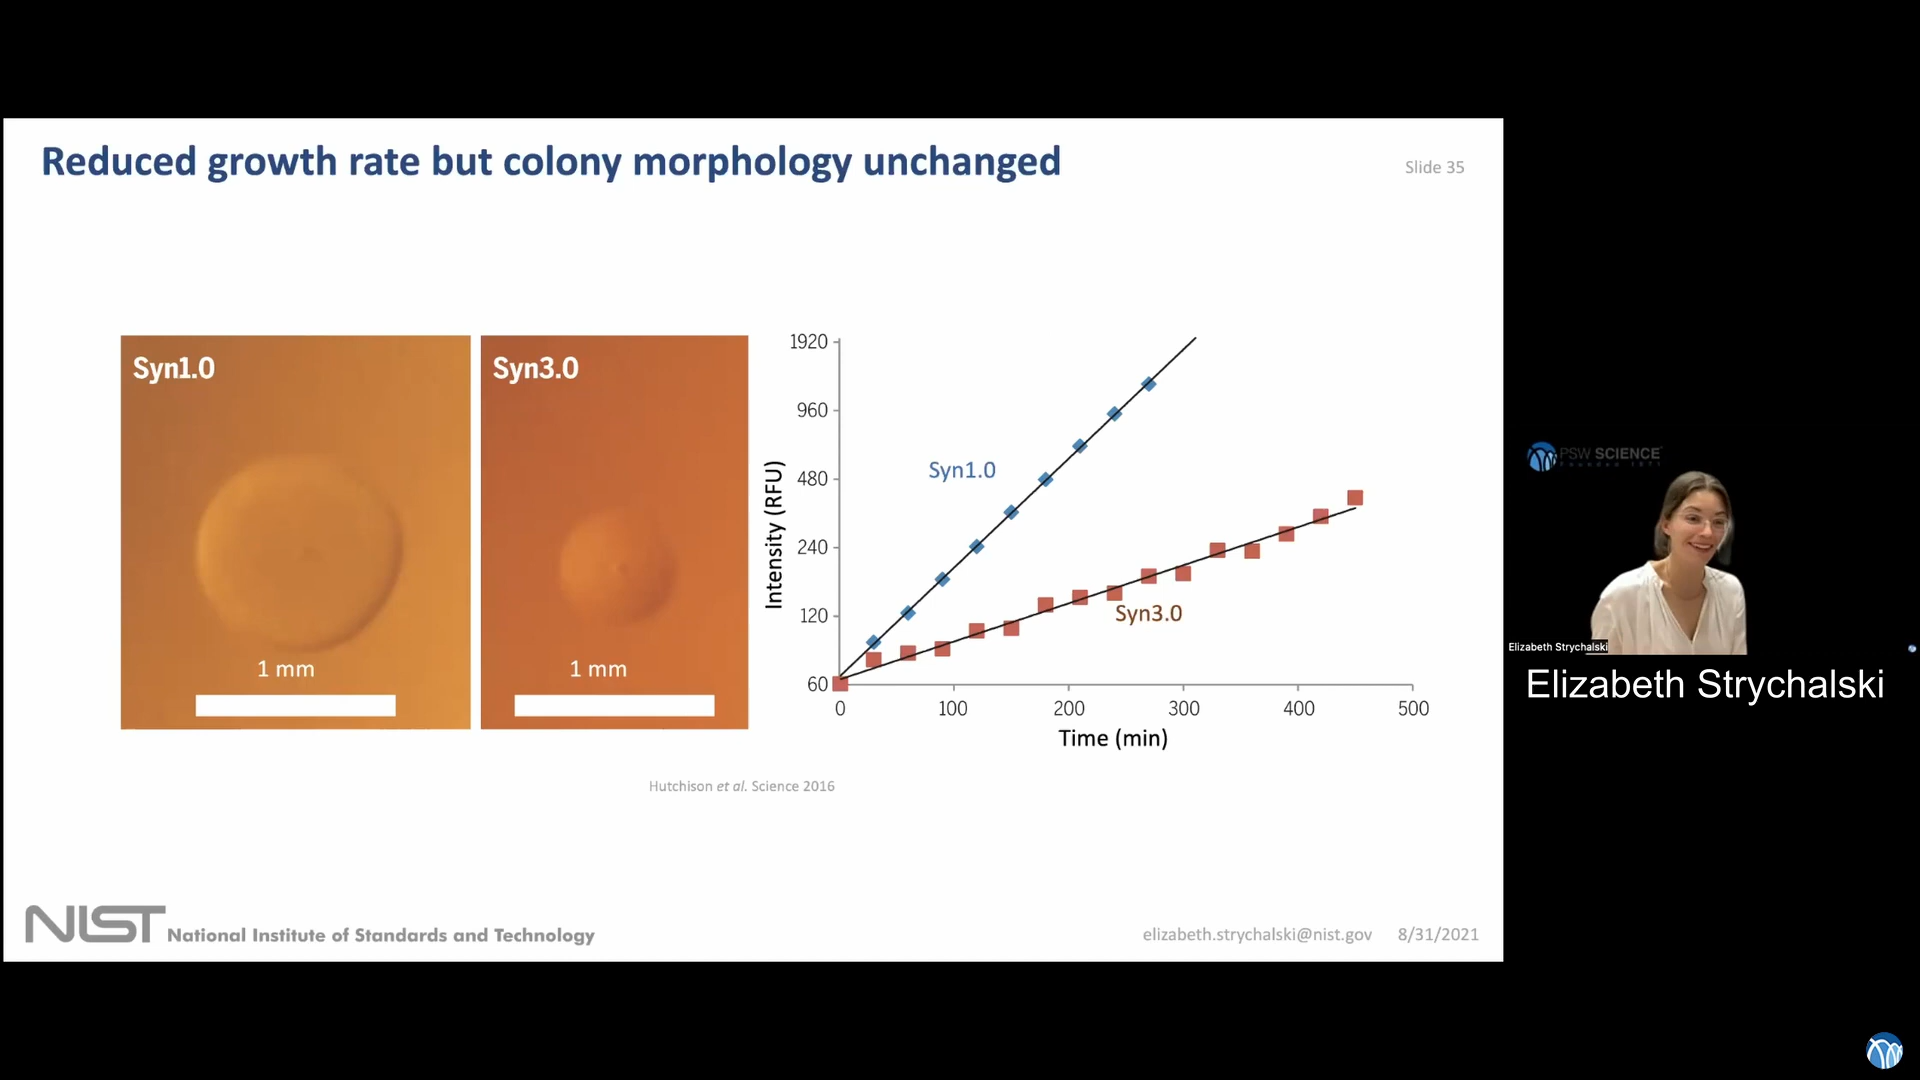 Reduced growth rate but colony morphology unchanged
Slide 35
Syn1.0
1 mm
Syn3.0
1 mm
Intensity (RFU)
1920
960
480
240
120
60
Syn1.0
Syn3.0
0 100 200 300 400 500
Time (min)
Hutchison et al. Science 2016
NIST National Institute of Standards and Technology
elizabeth.strychalski@nist.gov 8/31/2021
PSW SCIENCE
Founded 1871
Elizabeth Strychalski
Elizabeth Strychalski